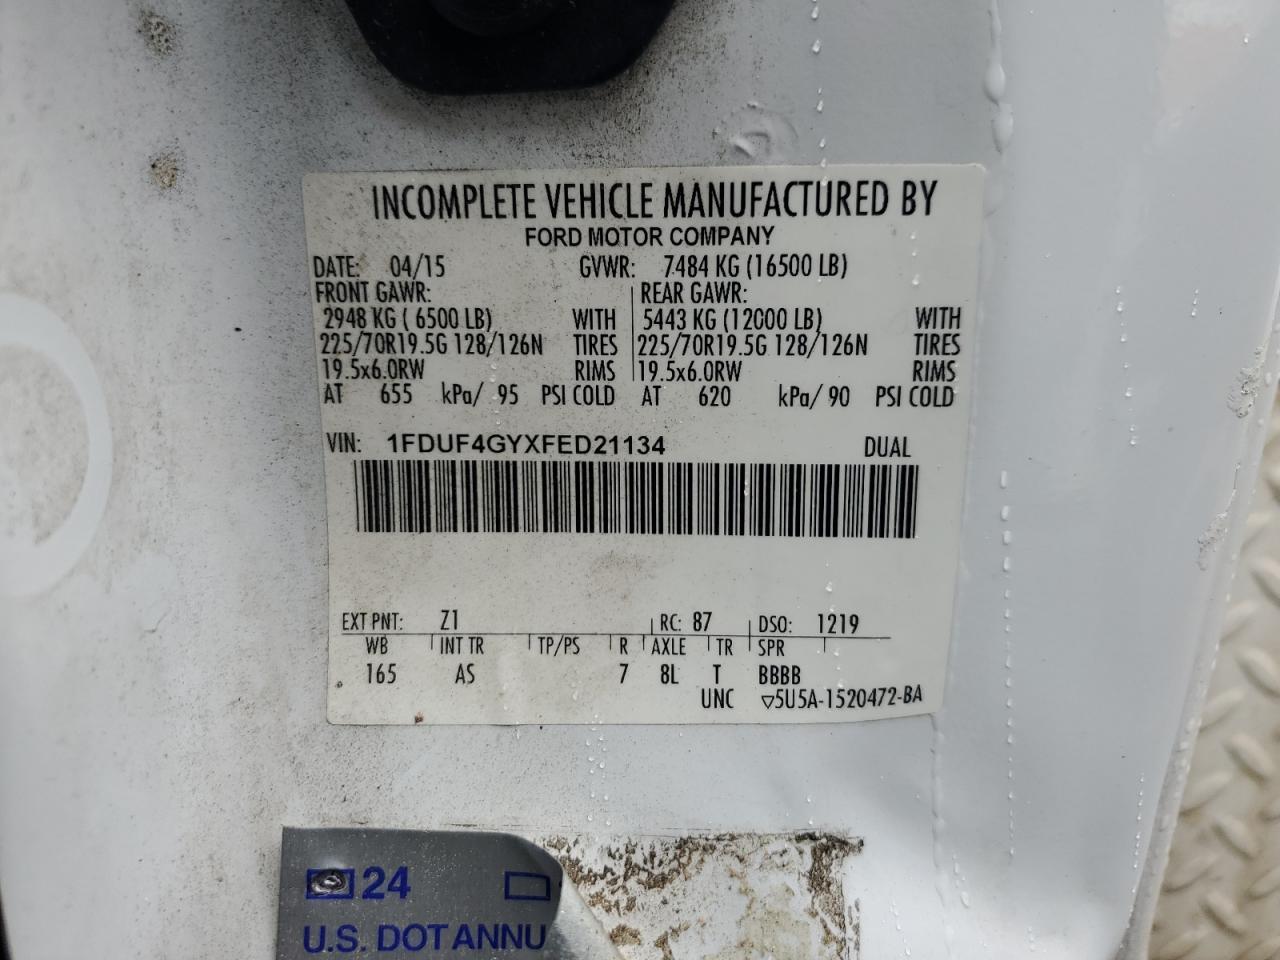 INCOMPLETE VEHICLE MANUFACTURED BY
FORD MOTOR COMPANY
DATE: 04/15 GVWR: 7484 KG (16500 LB)
FRONT GAWR: REAR GAWR:
2948 KG ( 6500 LB) WITH 5443 KG (12000 LB) WITH
225/70R19.5G 128/126N TIRES 225/70R19.5G 128/126N TIRES
19.5x6.0RW RIMS 19.5x6.0RW RIMS
AT 655 kPa/ 95 PSI COLD AT 620 kPa/ 90 PSI COLD
VIN: 1FDUF4GYXFED21134 DUAL
EXT PNT: Z1 RC: 87 DSO: 1219
WB INT TR TP/PS R AXLE TR SPR
165 AS 7 8L T BBBB
UNC ▽5U5A-1520472-BA
24
U.S. DOT ANNU